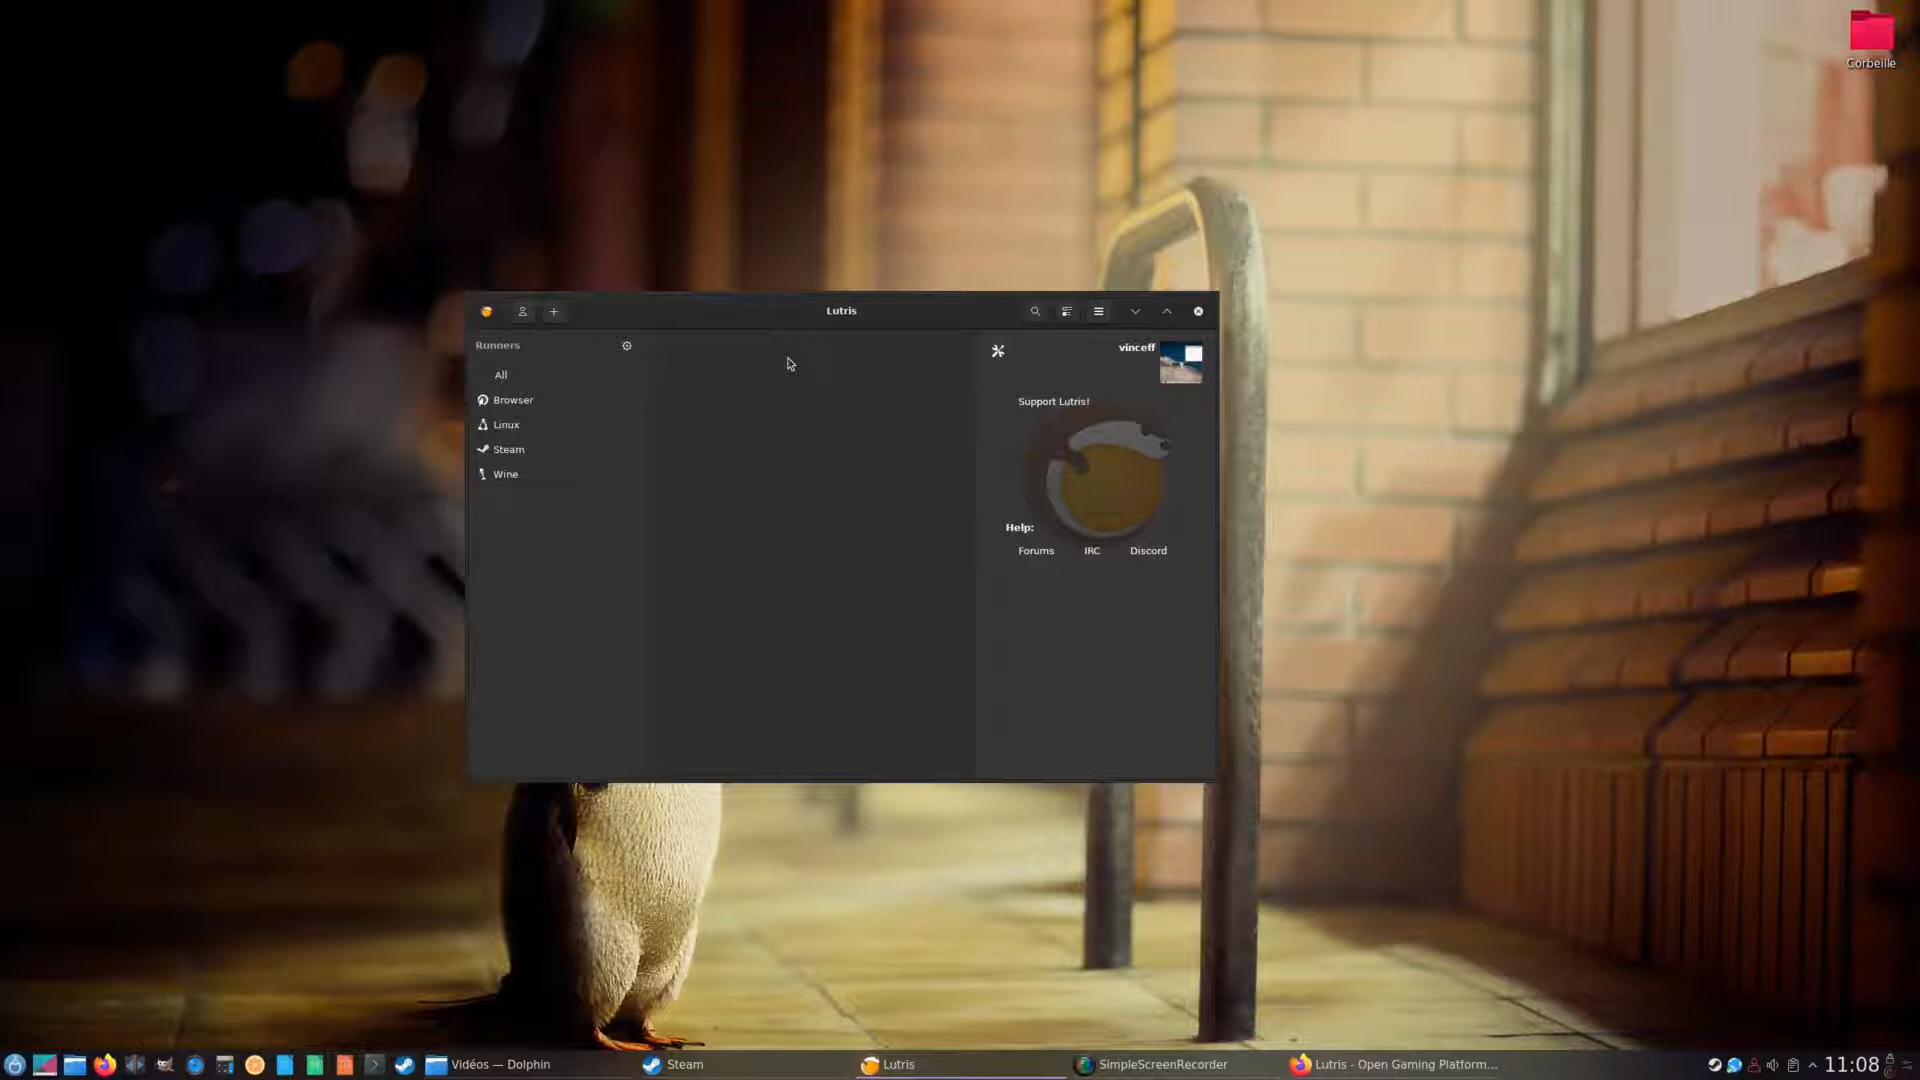 Corbeille
Lutris
Runners
All
Browser
Linux
Steam
Wine
vinceff
Support Lutris!
Help:
Forums IRC Discord
Vidéos — Dolphin
Steam
Lutris
SimpleScreenRecorder
Lutris - Open Gaming Platform...
11:08